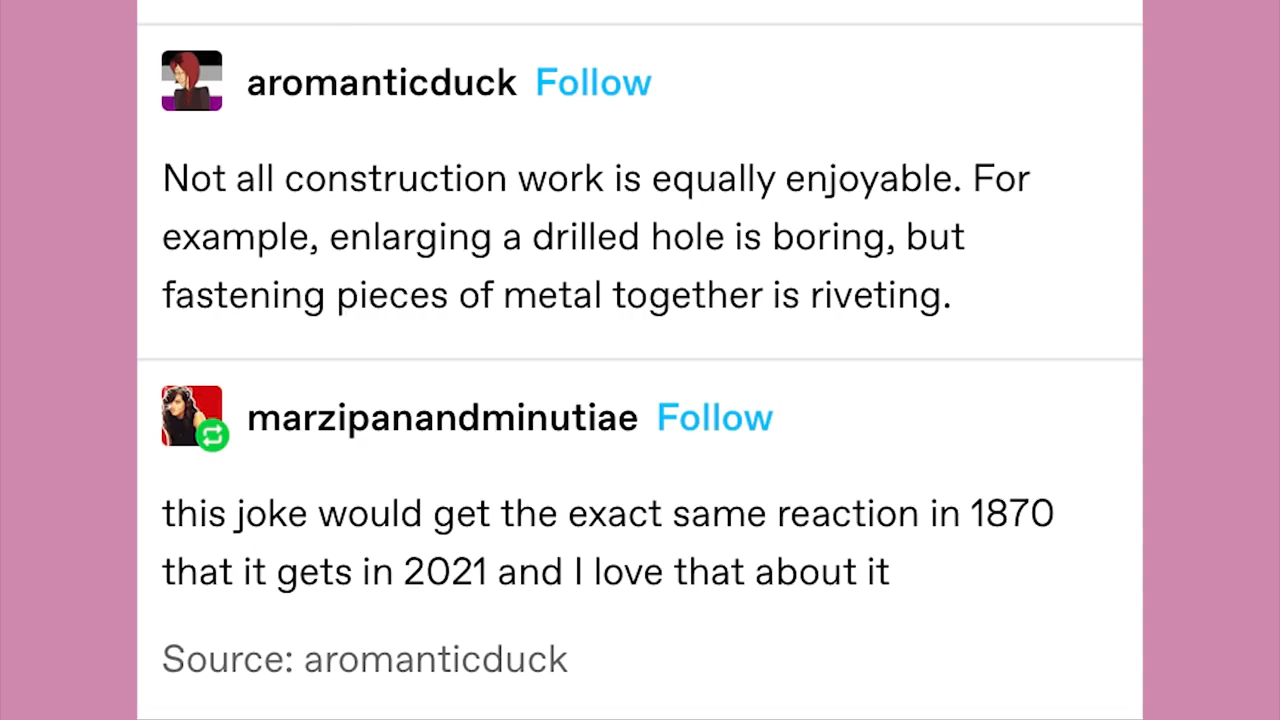 aromanticduck Follow
Not all construction work is equally enjoyable. For
example, enlarging a drilled hole is boring, but
fastening pieces of metal together is riveting.
marzipanandminutiae Follow
this joke would get the exact same reaction in 1870
that it gets in 2021 and I love that about it
Source: aromanticduck